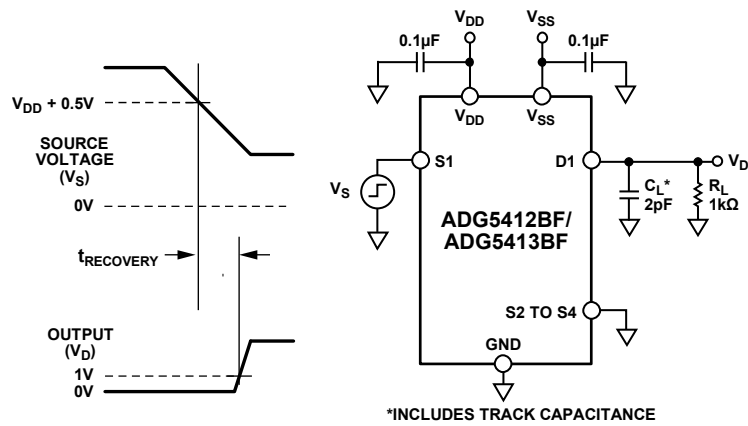 V_DD + 0.5V
SOURCE
VOLTAGE
(V_S)
0V
t_RECOVERY
OUTPUT
(V_D)
1V
0V
V_DD
V_SS
0.1µF
0.1µF
V_DD
V_SS
S1
D1
V_D
V_S
C_L*
2pF
R_L
1kΩ
ADG5412BF/
ADG5413BF
S2 TO S4
GND
*INCLUDES TRACK CAPACITANCE